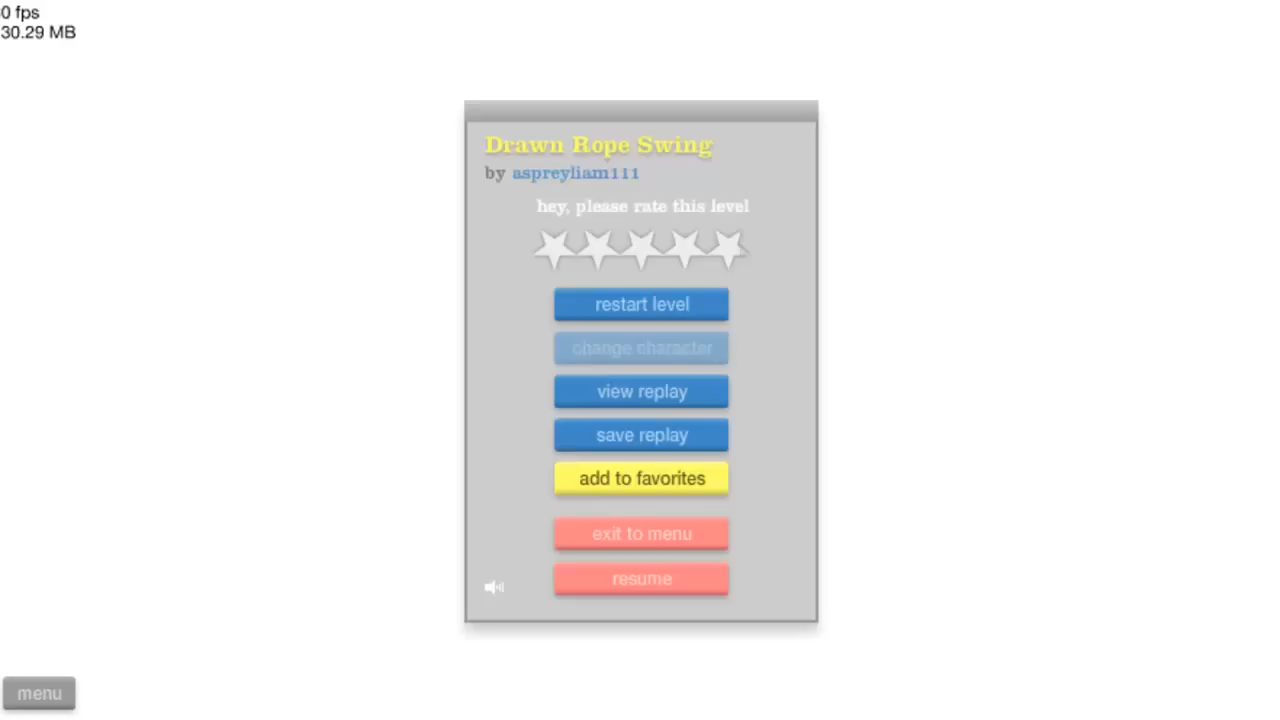 0 fps
30.29 MB
Drawn Rope Swing
by aspreyliam111
hey, please rate this level
restart level
change character
view replay
save replay
add to favorites
exit to menu
resume
menu